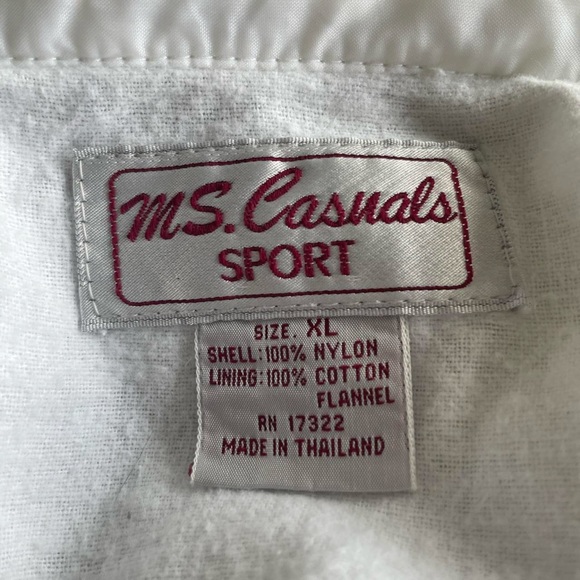 MS. Casuals
SPORT
SIZE. XL
SHELL: 100% NYLON
LINING: 100% COTTON
FLANNEL
RN 17322
MADE IN THAILAND